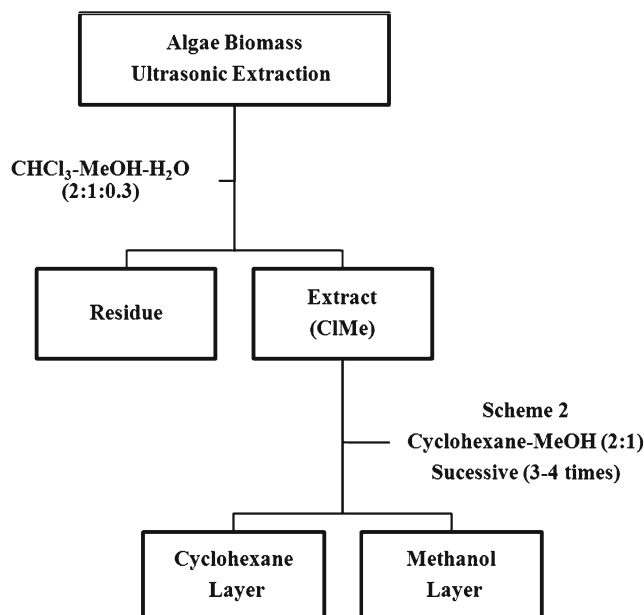 Algae Biomass
Ultrasonic Extraction
CHCl₃-MeOH-H₂O
(2:1:0.3)
Residue
Extract
(ClMe)
Scheme 2
Cyclohexane-MeOH (2:1)
Sucessive (3-4 times)
Cyclohexane
Layer
Methanol
Layer